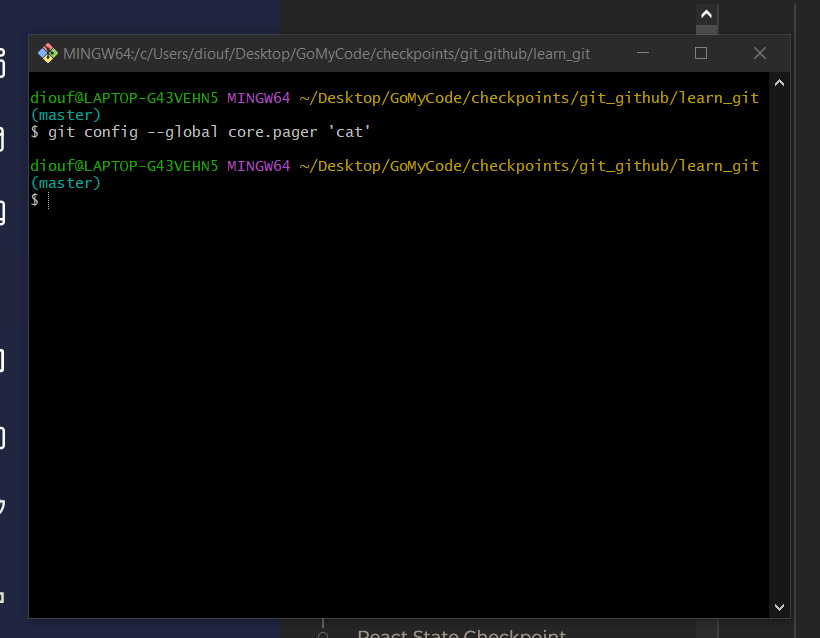 MINGW64:/c/Users/diouf/Desktop/GoMyCode/checkpoints/git_github/learn_git
diouf@LAPTOP-G43VEHN5 MINGW64 ~/Desktop/GoMyCode/checkpoints/git_github/learn_git
(master)
$ git config --global core.pager 'cat'
diouf@LAPTOP-G43VEHN5 MINGW64 ~/Desktop/GoMyCode/checkpoints/git_github/learn_git
(master)
$
React State Checkpoint